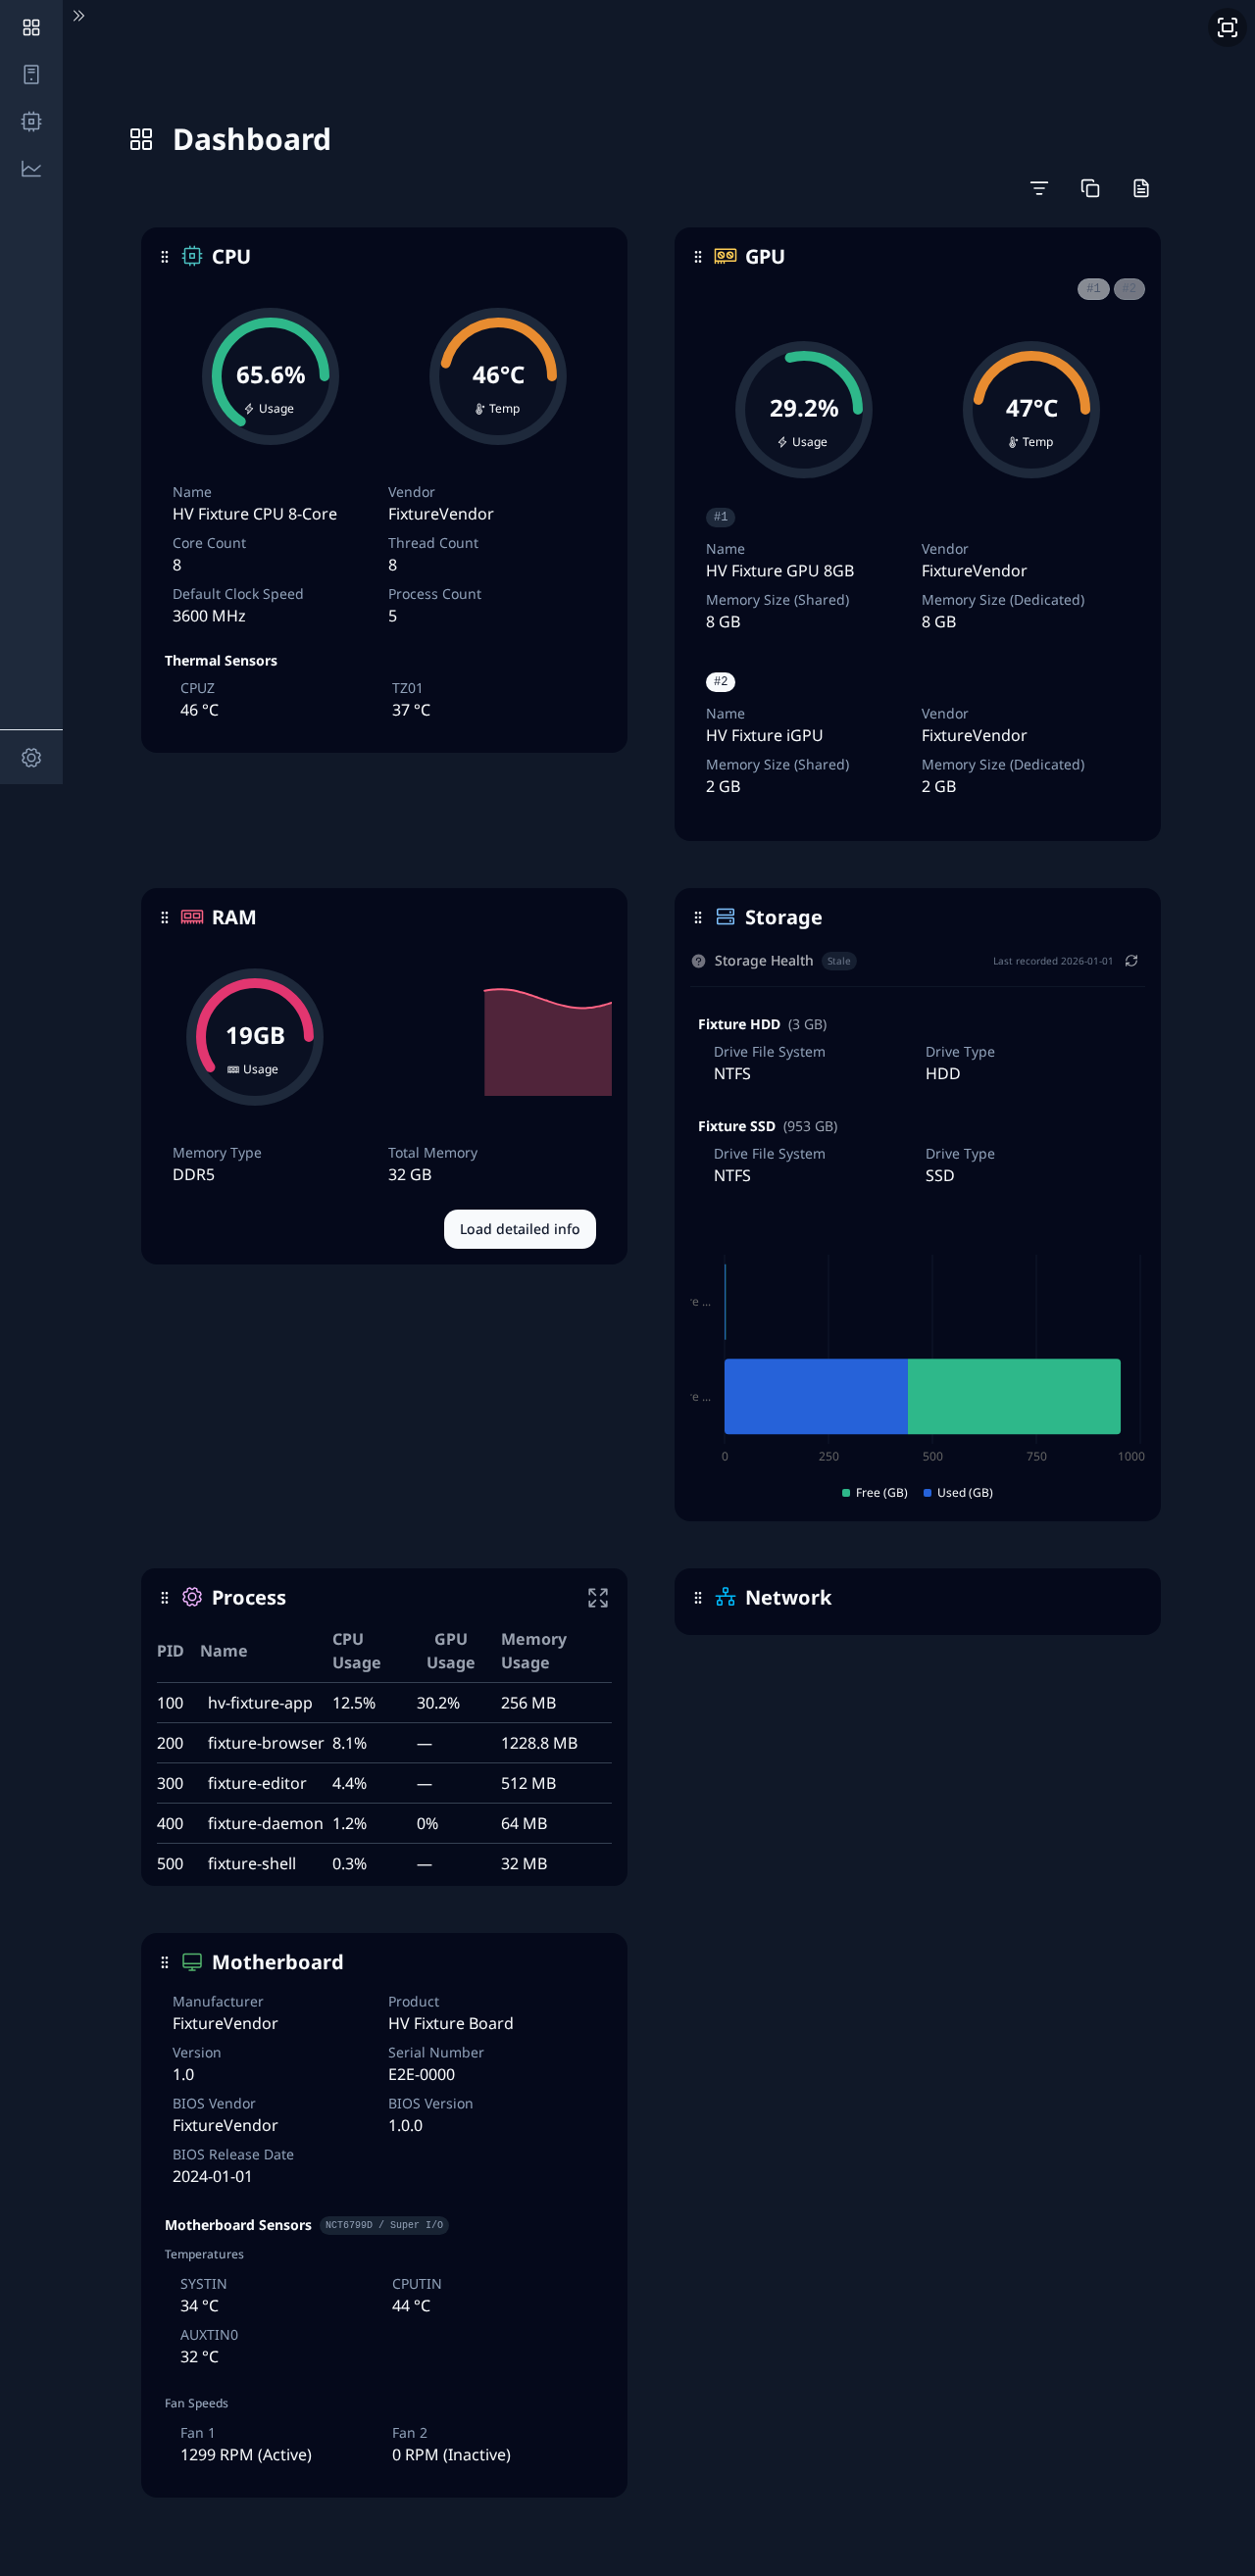 Dashboard
CPU
65.6%
Usage
46°C
Temp
Name
HV Fixture CPU 8-Core
Vendor
FixtureVendor
Core Count
8
Thread Count
8
Default Clock Speed
3600 MHz
Process Count
5
Thermal Sensors
CPUZ
46 °C
TZ01
37 °C
GPU
#1 #2
29.2%
Usage
47°C
Temp
#1
Name
HV Fixture GPU 8GB
Vendor
FixtureVendor
Memory Size (Shared)
8 GB
Memory Size (Dedicated)
8 GB
#2
Name
HV Fixture iGPU
Vendor
FixtureVendor
Memory Size (Shared)
2 GB
Memory Size (Dedicated)
2 GB
RAM
19GB
Usage
Memory Type
DDR5
Total Memory
32 GB
Load detailed info
Storage
Storage Health Stale Last recorded 2026-01-01
Fixture HDD (3 GB)
Drive File System
NTFS
Drive Type
HDD
Fixture SSD (953 GB)
Drive File System
NTFS
Drive Type
SSD
re ...
re ...
0 250 500 750 1000
Free (GB) Used (GB)
Process
PID Name CPU Usage GPU Usage Memory Usage
100 hv-fixture-app 12.5% 30.2% 256 MB
200 fixture-browser 8.1% — 1228.8 MB
300 fixture-editor 4.4% — 512 MB
400 fixture-daemon 1.2% 0% 64 MB
500 fixture-shell 0.3% — 32 MB
Network
Motherboard
Manufacturer
FixtureVendor
Product
HV Fixture Board
Version
1.0
Serial Number
E2E-0000
BIOS Vendor
FixtureVendor
BIOS Version
1.0.0
BIOS Release Date
2024-01-01
Motherboard Sensors NCT6799D / Super I/O
Temperatures
SYSTIN
34 °C
CPUTIN
44 °C
AUXTIN0
32 °C
Fan Speeds
Fan 1
1299 RPM (Active)
Fan 2
0 RPM (Inactive)